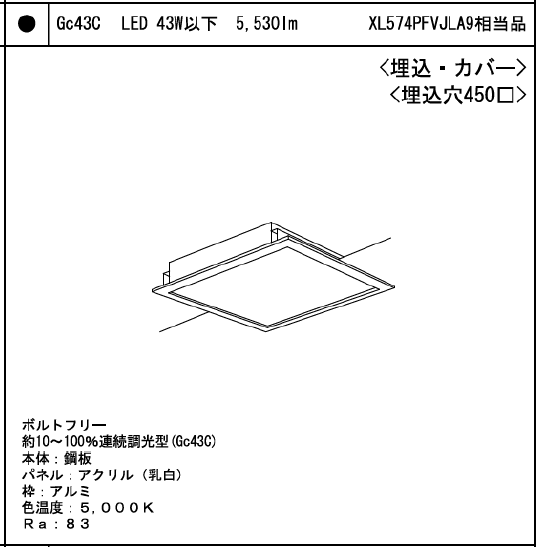 ● Gc43C LED 43W以下 5,530lm XL574PFVJLA9相当品
〈埋込・カバー〉
〈埋込穴450□〉
ボルトフリー
約10～100%連続調光型(Gc43C)
本体：鋼板
パネル：アクリル（乳白）
枠：アルミ
色温度：５,０００Ｋ
Ｒａ：８３